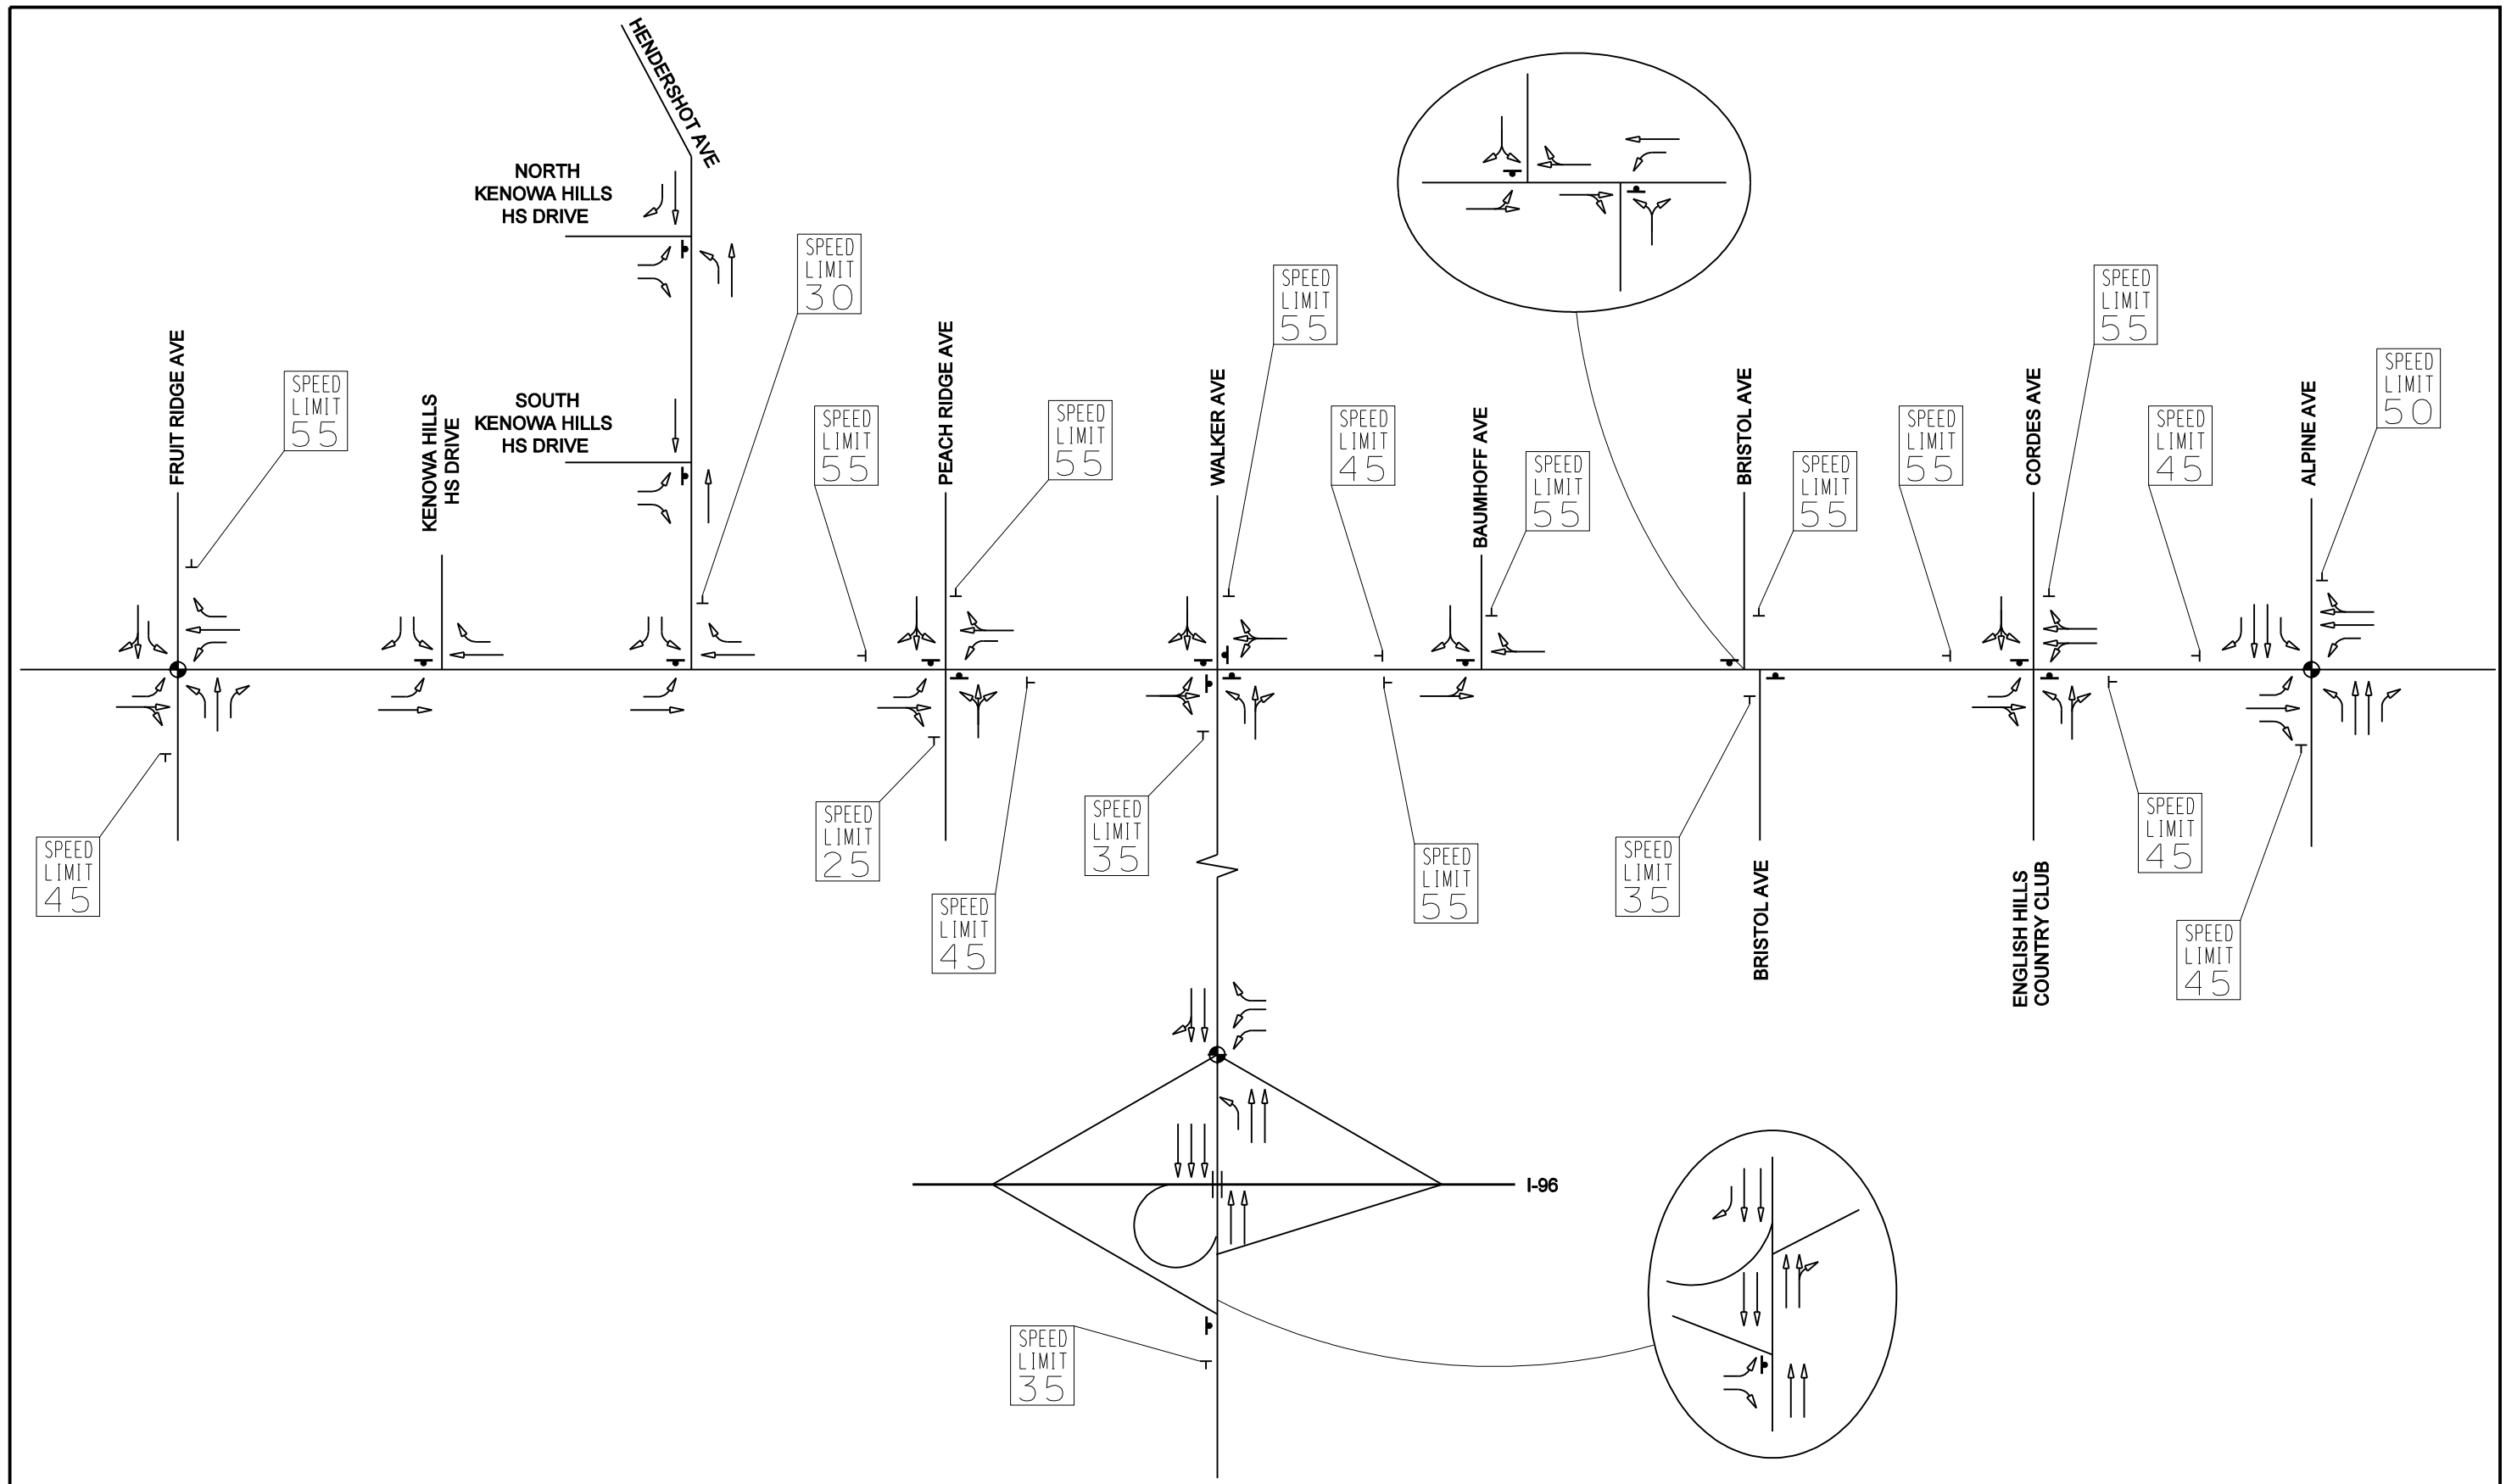 HENDERSHOT AVE
NORTH
KENOWA HILLS
HS DRIVE
SPEED
LIMIT
30
SPEED
LIMIT
55
SPEED
LIMIT
55
FRUIT RIDGE AVE
SPEED
LIMIT
55
KENOWA HILLS
HS DRIVE
SOUTH
KENOWA HILLS
HS DRIVE
SPEED
LIMIT
55
PEACH RIDGE AVE
SPEED
LIMIT
55
WALKER AVE
SPEED
LIMIT
45
BAUMHOFF AVE
SPEED
LIMIT
55
BRISTOL AVE
SPEED
LIMIT
55
SPEED
LIMIT
55
CORDES AVE
SPEED
LIMIT
45
ALPINE AVE
SPEED
LIMIT
50
SPEED
LIMIT
45
SPEED
LIMIT
25
SPEED
LIMIT
45
SPEED
LIMIT
35
SPEED
LIMIT
55
SPEED
LIMIT
35
BRISTOL AVE
ENGLISH HILLS
COUNTRY CLUB
SPEED
LIMIT
45
SPEED
LIMIT
45
I-96
SPEED
LIMIT
35